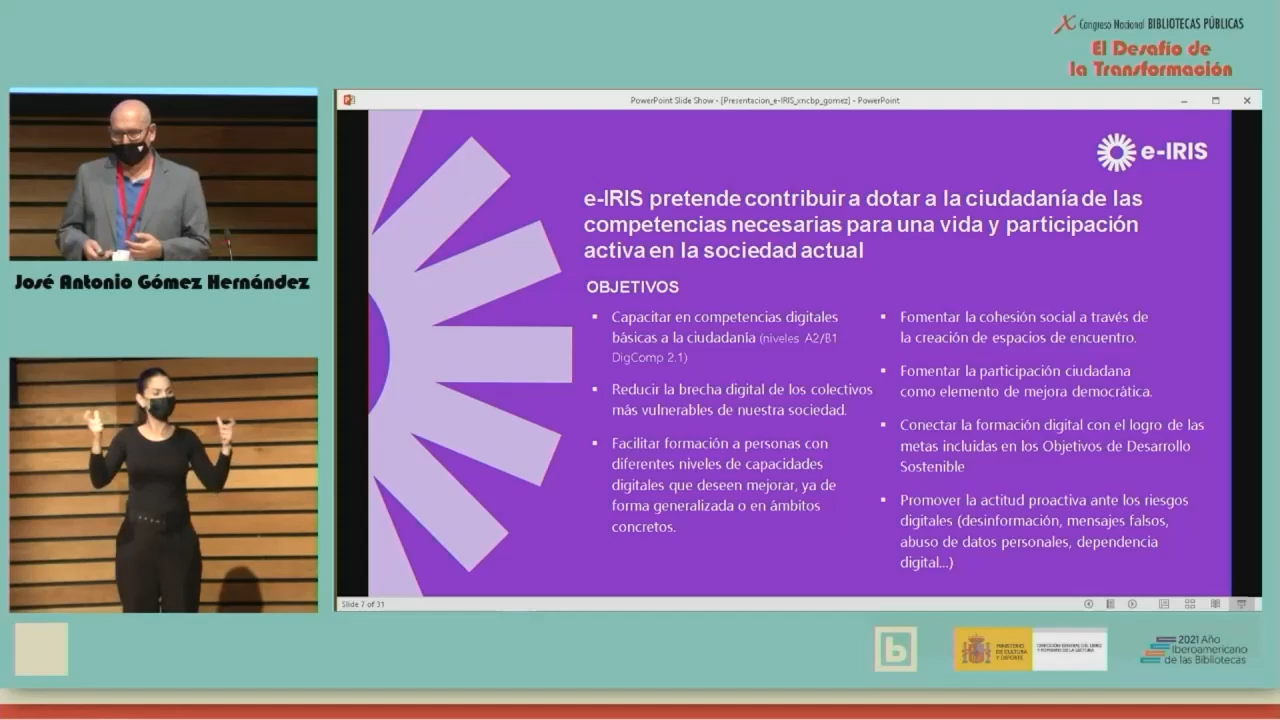 X Congreso Nacional BIBLIOTECAS PÚBLICAS
El Desafío de
la Transformación
PowerPoint Slide Show - [Presentacion_e-IRIS_xncbp_gomez] - PowerPoint
e-IRIS
e-IRIS pretende contribuir a dotar a la ciudadanía de las
competencias necesarias para una vida y participación
activa en la sociedad actual
OBJETIVOS
▪ Capacitar en competencias digitales
básicas a la ciudadanía (niveles A2/B1
DigComp 2.1)
▪ Reducir la brecha digital de los colectivos
más vulnerables de nuestra sociedad.
▪ Facilitar formación a personas con
diferentes niveles de capacidades
digitales que deseen mejorar, ya de
forma generalizada o en ámbitos
concretos.
▪ Fomentar la cohesión social a través de
la creación de espacios de encuentro.
▪ Fomentar la participación ciudadana
como elemento de mejora democrática.
▪ Conectar la formación digital con el logro de las
metas incluidas en los Objetivos de Desarrollo
Sostenible
▪ Promover la actitud proactiva ante los riesgos
digitales (desinformación, mensajes falsos,
abuso de datos personales, dependencia
digital...)
José Antonio Gómez Hernández
Slide 7 of 31
b
MINISTERIO
DE CULTURA
Y DEPORTE
DIRECCIÓN GENERAL DEL LIBRO
Y FOMENTO DE LA LECTURA
2021 Año
Iberoamericano
de las Bibliotecas